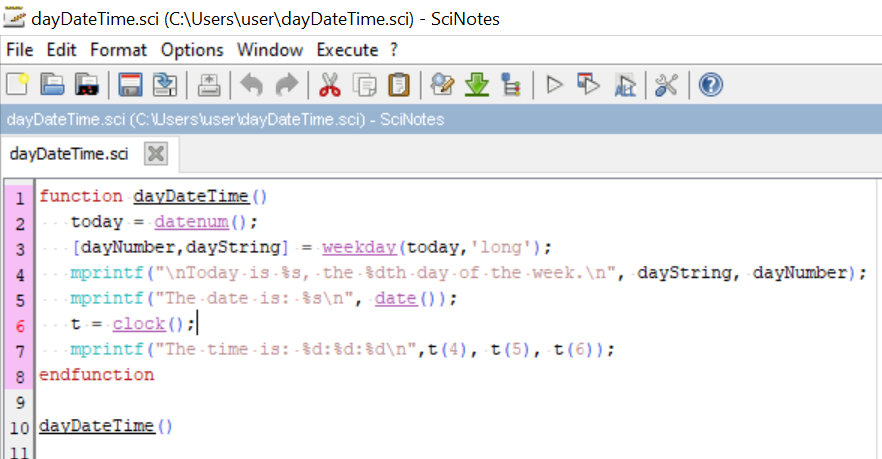 dayDateTime.sci (C:\Users\user\dayDateTime.sci) - SciNotes
File Edit Format Options Window Execute ?
dayDateTime.sci (C:\Users\user\dayDateTime.sci) - SciNotes
dayDateTime.sci
1 function dayDateTime()
2 today = datenum();
3 [dayNumber,dayString] = weekday(today,'long');
4 mprintf("\nToday is %s, the %dth day of the week.\n", dayString, dayNumber);
5 mprintf("The date is: %s\n", date());
6 t = clock();
7 mprintf("The time is: %d:%d:%d\n",t(4), t(5), t(6));
8 endfunction
9
10 dayDateTime()
11